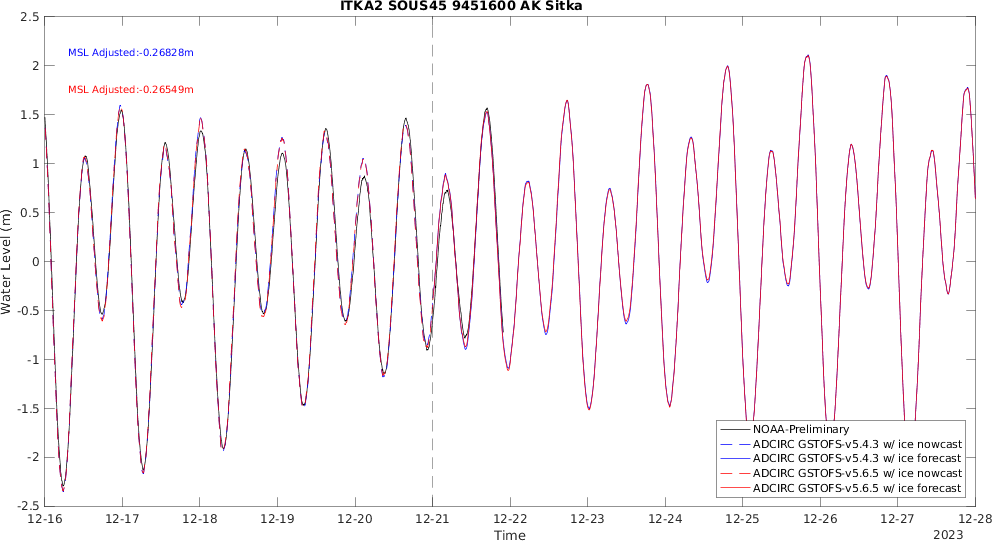 ITKA2 SOUS45 9451600 AK Sitka
2.5
2
1.5
1
0.5
0
-0.5
-1
-1.5
-2
-2.5
Water Level (m)
MSL Adjusted:-0.26828m
MSL Adjusted:-0.26549m
NOAA-Preliminary
ADCIRC GSTOFS-v5.4.3 w/ ice nowcast
ADCIRC GSTOFS-v5.4.3 w/ ice forecast
ADCIRC GSTOFS-v5.6.5 w/ ice nowcast
ADCIRC GSTOFS-v5.6.5 w/ ice forecast
12-16 12-17 12-18 12-19 12-20 12-21 12-22 12-23 12-24 12-25 12-26 12-27 12-28
Time
2023